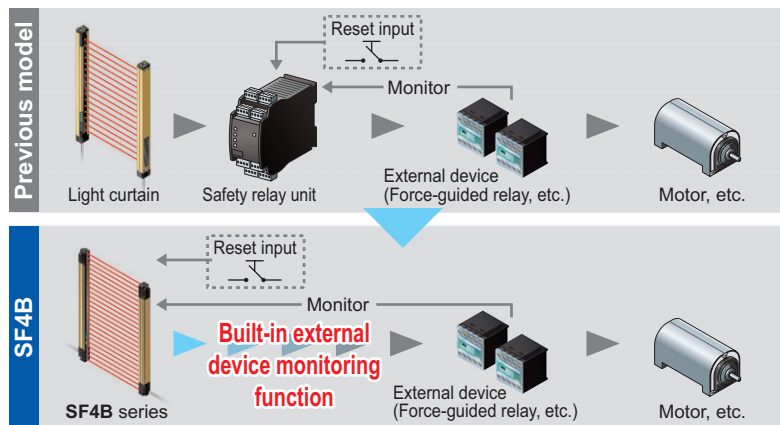 Previous model
Reset input
Monitor
Light curtain
Safety relay unit
External device
(Force-guided relay, etc.)
Motor, etc.
SF4B
Reset input
Monitor
Built-in external
device monitoring
function
SF4B series
External device
(Force-guided relay, etc.)
Motor, etc.